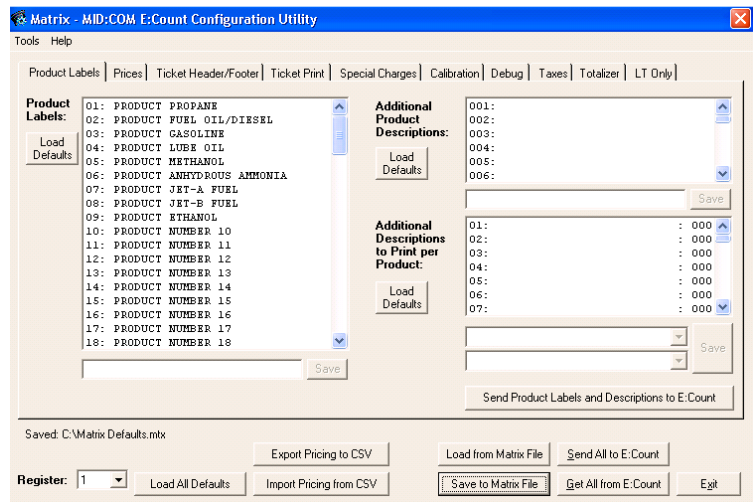 Matrix - MID:COM E:Count Configuration Utility
Tools Help
Product Labels Prices Ticket Header/Footer Ticket Print Special Charges Calibration Debug Taxes Totalizer LT Only
Product
Labels:
Load
Defaults
01: PRODUCT PROPANE
02: PRODUCT FUEL OIL/DIESEL
03: PRODUCT GASOLINE
04: PRODUCT LUBE OIL
05: PRODUCT METHANOL
06: PRODUCT ANHYDROUS AMMONIA
07: PRODUCT JET-A FUEL
08: PRODUCT JET-B FUEL
09: PRODUCT ETHANOL
10: PRODUCT NUMBER 10
11: PRODUCT NUMBER 11
12: PRODUCT NUMBER 12
13: PRODUCT NUMBER 13
14: PRODUCT NUMBER 14
15: PRODUCT NUMBER 15
16: PRODUCT NUMBER 16
17: PRODUCT NUMBER 17
18: PRODUCT NUMBER 18
Save
Additional
Product
Descriptions:
Load
Defaults
001:
002:
003:
004:
005:
006:
Save
Additional
Descriptions
to Print per
Product:
Load
Defaults
01: : 000
02: : 000
03: : 000
04: : 000
05: : 000
06: : 000
07: : 000
Save
Send Product Labels and Descriptions to E:Count
Saved: C:\Matrix Defaults.mtx
Export Pricing to CSV Load from Matrix File Send All to E:Count
Register: 1 Load All Defaults Import Pricing from CSV Save to Matrix File Get All from E:Count Exit